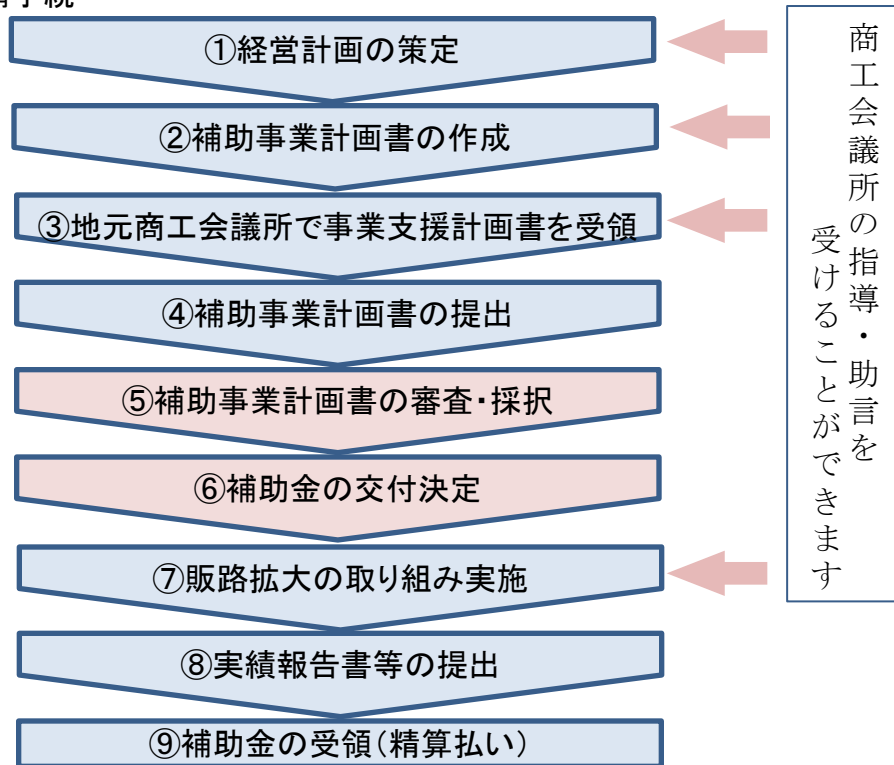 ①経営計画の策定
②補助事業計画書の作成
③地元商工会議所で事業支援計画書を受領
④補助事業計画書の提出
⑤補助事業計画書の審査・採択
⑥補助金の交付決定
⑦販路拡大の取り組み実施
⑧実績報告書等の提出
⑨補助金の受領(精算払い)
商工会議所の指導・助言を
受けることができます